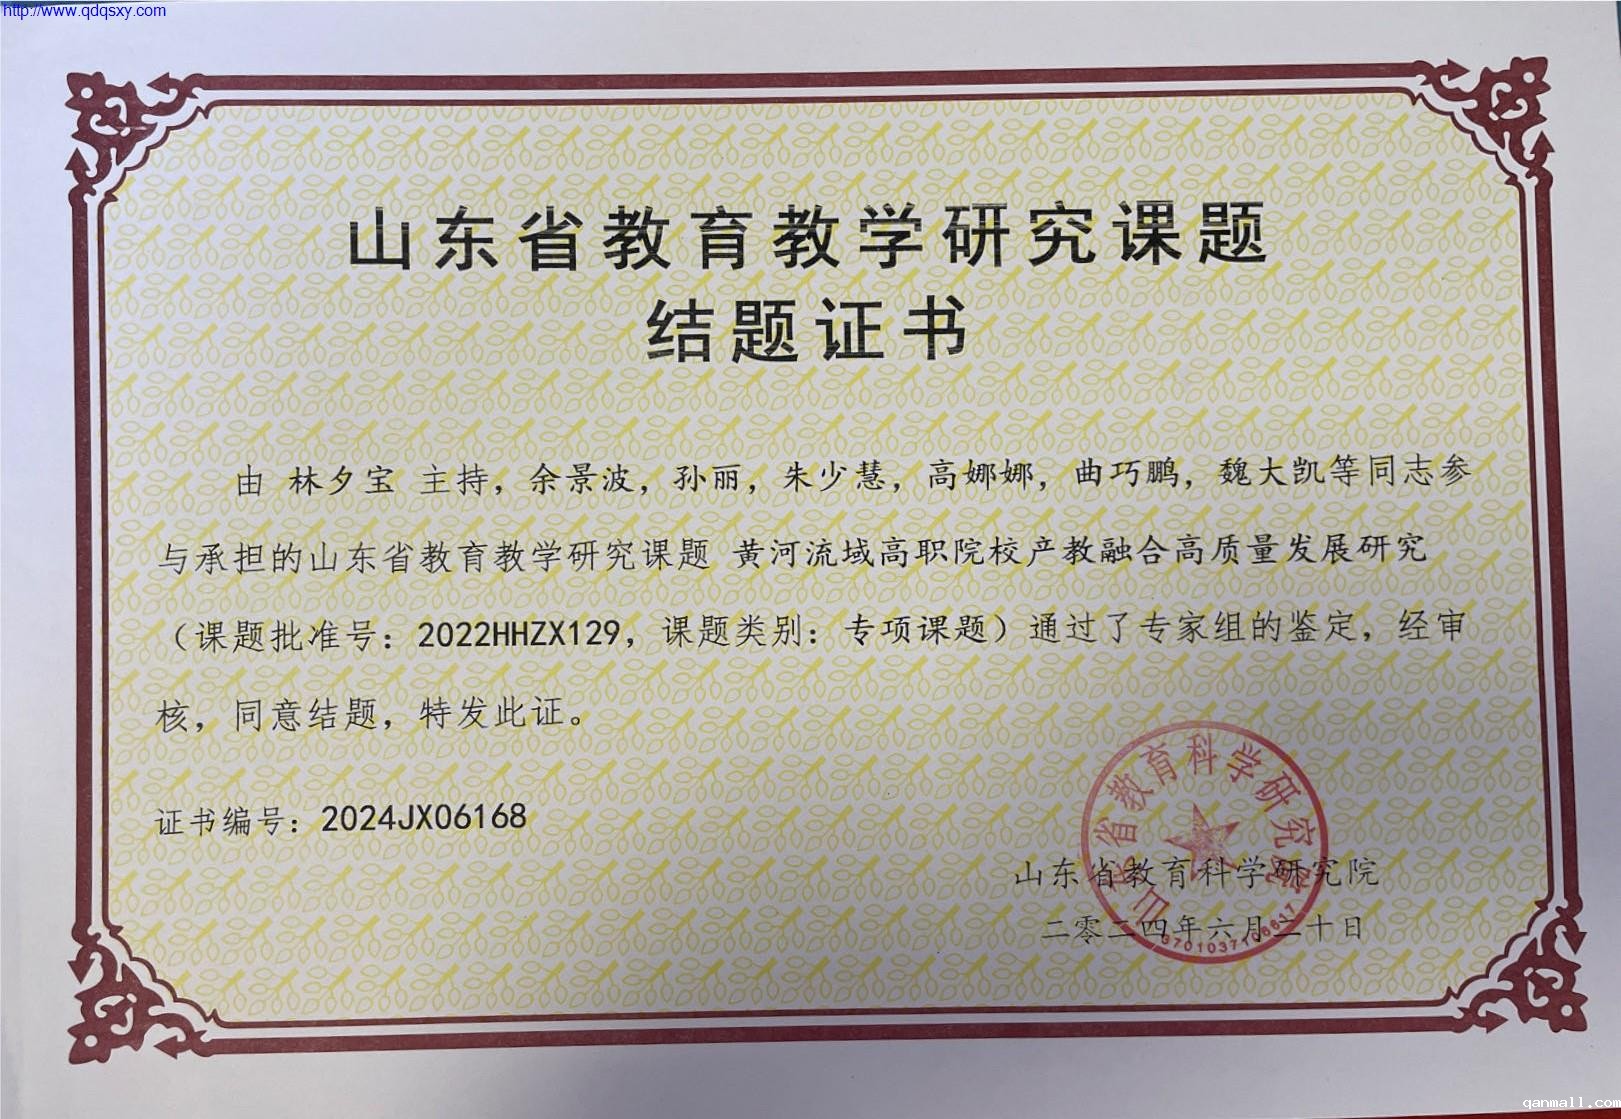 http://www.qdqsxy.com
山东省教育教学研究课题
结题证书
由 林夕宝 主持，余景波，孙丽，朱少慧，高娜娜，曲巧鹏，魏大凯等同志参
与承担的山东省教育教学研究课题 黄河流域高职院校产教融合高质量发展研究
（课题批准号：2022HHZX129，课题类别：专项课题）通过了专家组的鉴定，经审
核，同意结题，特发此证。
证书编号：2024JX06168
山东省教育科学研究院
山东省教育科学研究院
二零二四年六月二十日
qanmall.com